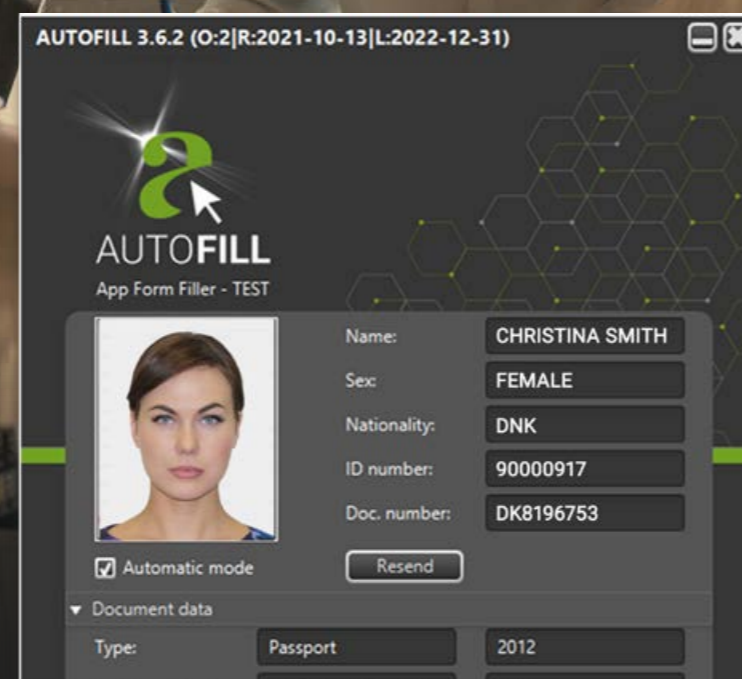 AUTOFILL 3.6.2 (O:2|R:2021-10-13|L:2022-12-31)
a
AUTOFILL
App Form Filler - TEST
Name: CHRISTINA SMITH
Sex: FEMALE
Nationality: DNK
ID number: 90000917
Doc. number: DK8196753
Automatic mode Resend
Document data
Type: Passport 2012